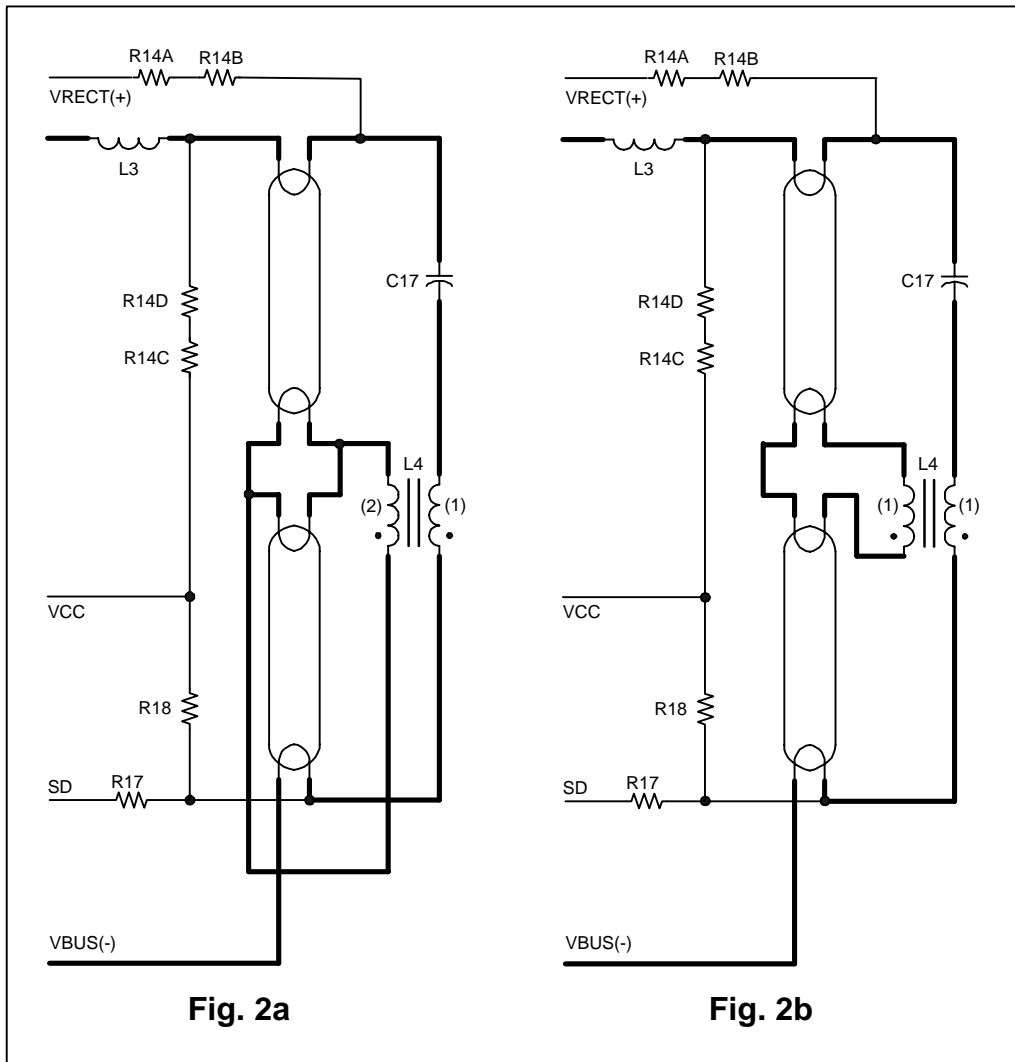 R14A R14B
VRECT(+)
L3
R14D
C17
R14C
L4
(2) (1)
VCC
R18
SD R17
VBUS(-)
Fig. 2a
R14A R14B
VRECT(+)
L3
R14D
C17
R14C
L4
(1) (1)
VCC
R18
SD R17
VBUS(-)
Fig. 2b